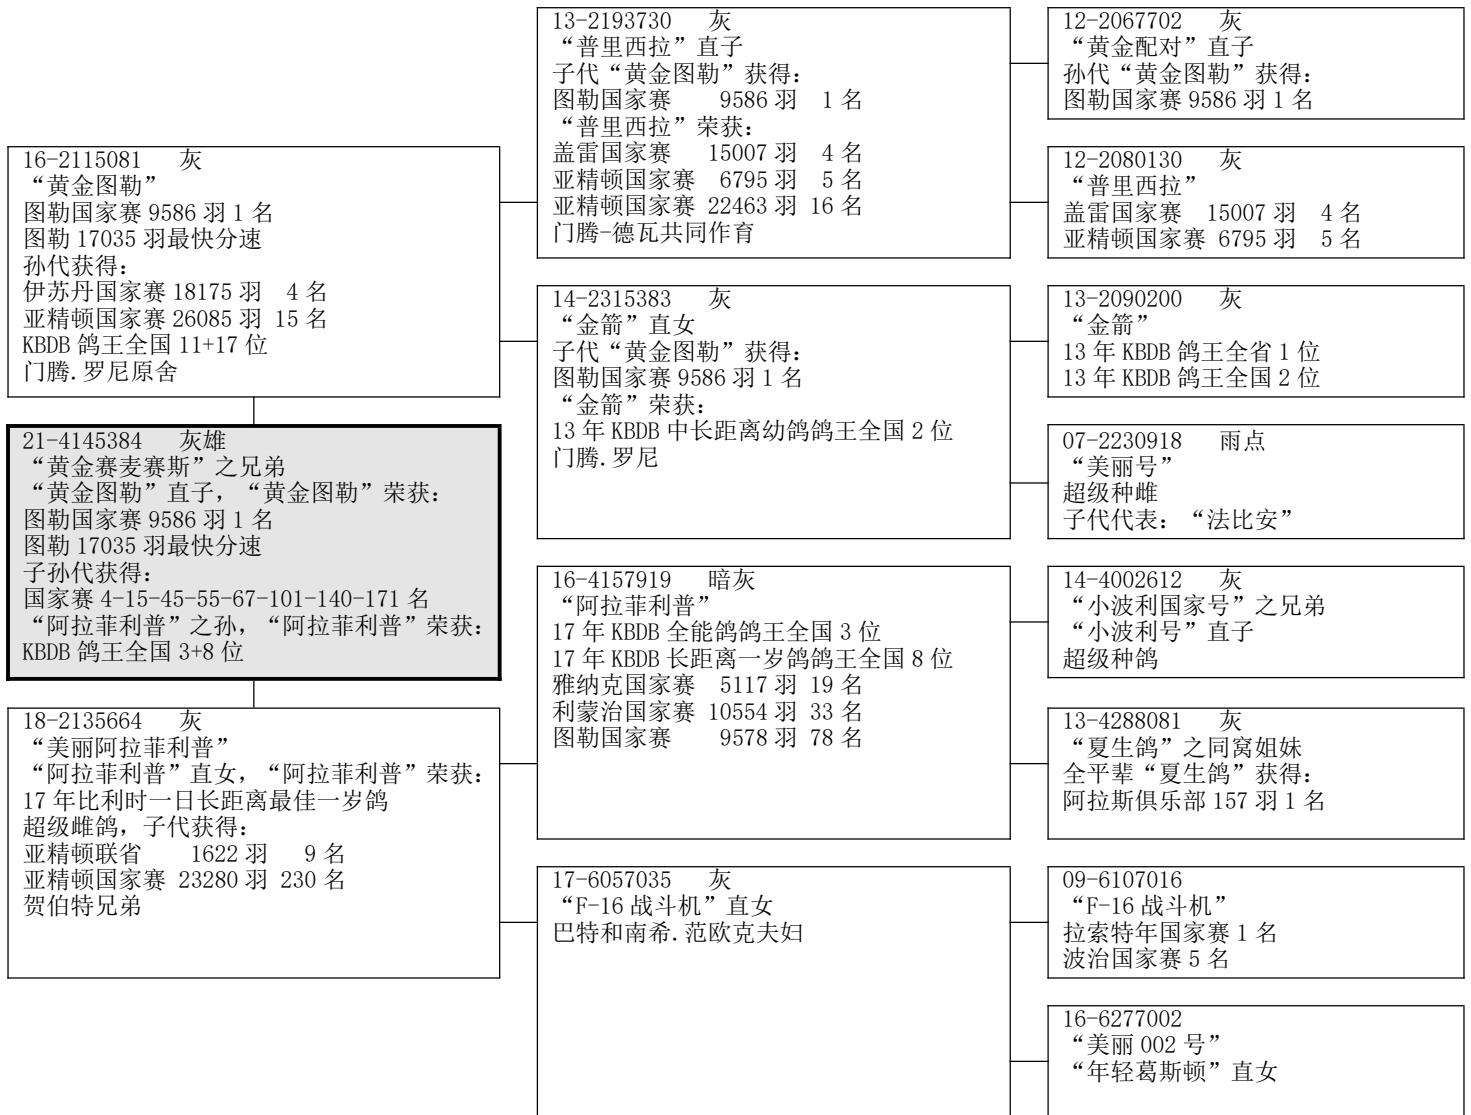 16-2115081 灰
“黄金图勒”
图勒国家赛 9586 羽 1 名
图勒 17035 羽最快分速
孙代获得：
伊苏丹国家赛 18175 羽 4 名
亚精顿国家赛 26085 羽 15 名
KBDB 鸽王全国 11+17 位
门腾.罗尼原舍
21-4145384 灰雄
“黄金赛麦赛斯”之兄弟
“黄金图勒”直子，“黄金图勒”荣获：
图勒国家赛 9586 羽 1 名
图勒 17035 羽最快分速
子孙代获得：
国家赛 4-15-45-55-67-101-140-171 名
“阿拉菲利普”之孙，“阿拉菲利普”荣获：
KBDB 鸽王全国 3+8 位
18-2135664 灰
“美丽阿拉菲利普”
“阿拉菲利普”直女，“阿拉菲利普”荣获：
17 年比利时一日长距离最佳一岁鸽
超级雌鸽，子代获得：
亚精顿联省 1622 羽 9 名
亚精顿国家赛 23280 羽 230 名
贺伯特兄弟
13-2193730 灰
“普里西拉”直子
子代“黄金图勒”获得：
图勒国家赛 9586 羽 1 名
“普里西拉”荣获：
盖雷国家赛 15007 羽 4 名
亚精顿国家赛 6795 羽 5 名
亚精顿国家赛 22463 羽 16 名
门腾-德瓦共同作育
14-2315383 灰
“金箭”直女
子代“黄金图勒”获得：
图勒国家赛 9586 羽 1 名
“金箭”荣获：
13 年 KBDB 中长距离幼鸽鸽王全国 2 位
门腾.罗尼
16-4157919 暗灰
“阿拉菲利普”
17 年 KBDB 全能鸽鸽王全国 3 位
17 年 KBDB 长距离一岁鸽鸽王全国 8 位
雅纳克国家赛 5117 羽 19 名
利蒙治国家赛 10554 羽 33 名
图勒国家赛 9578 羽 78 名
17-6057035 灰
“F-16 战斗机”直女
巴特和南希.范欧克夫妇
12-2067702 灰
“黄金配对”直子
孙代“黄金图勒”获得：
图勒国家赛 9586 羽 1 名
12-2080130 灰
“普里西拉”
盖雷国家赛 15007 羽 4 名
亚精顿国家赛 6795 羽 5 名
13-2090200 灰
“金箭”
13 年 KBDB 鸽王全省 1 位
13 年 KBDB 鸽王全国 2 位
07-2230918 雨点
“美丽号”
超级种雌
子代代表：“法比安”
14-4002612 灰
“小波利国家号”之兄弟
“小波利号”直子
超级种鸽
13-4288081 灰
“夏生鸽”之同窝姐妹
全平辈“夏生鸽”获得：
阿拉斯俱乐部 157 羽 1 名
09-6107016
“F-16 战斗机”
拉索特年国家赛 1 名
波治国家赛 5 名
16-6277002
“美丽 002 号”
“年轻葛斯顿”直女